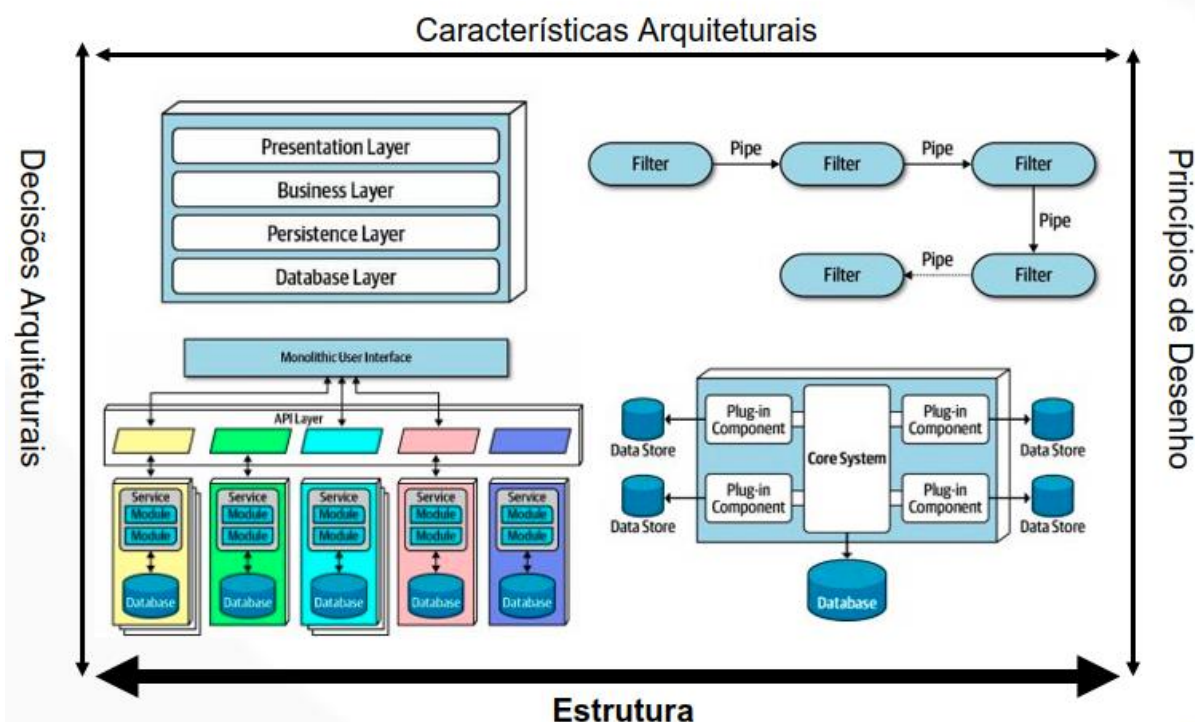 Características Arquiteturais
Decisões Arquiteturais
Princípios de Desenho
Presentation Layer
Business Layer
Persistence Layer
Database Layer
Filter
Pipe
Filter
Pipe
Filter
Pipe
Filter
Pipe
Filter
Monolithic User Interface
API Layer
Service
Module
Module
Database
Service
Module
Module
Database
Service
Module
Module
Database
Service
Module
Module
Database
Service
Module
Module
Database
Data Store
Plug-in
Component
Core System
Plug-in
Component
Data Store
Data Store
Plug-in
Component
Plug-in
Component
Data Store
Database
Estrutura